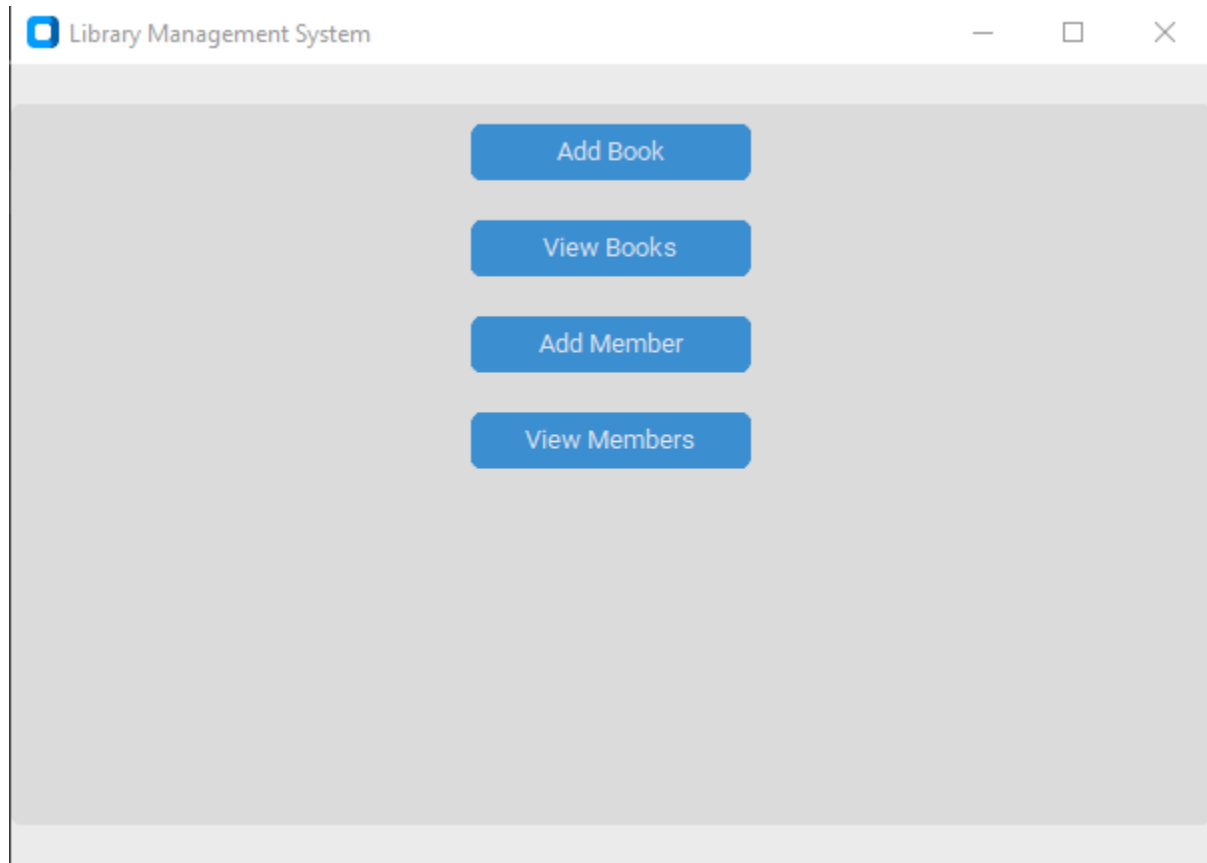 Library Management System
Add Book
View Books
Add Member
View Members